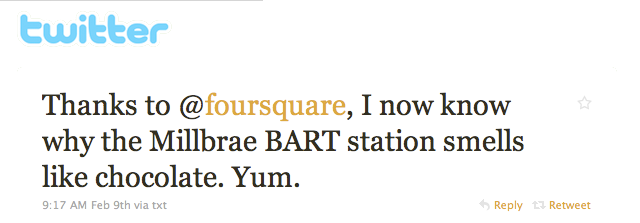 twitter
Thanks to @foursquare, I now know
why the Millbrae BART station smells
like chocolate. Yum.
9:17 AM Feb 9th via txt Reply Retweet